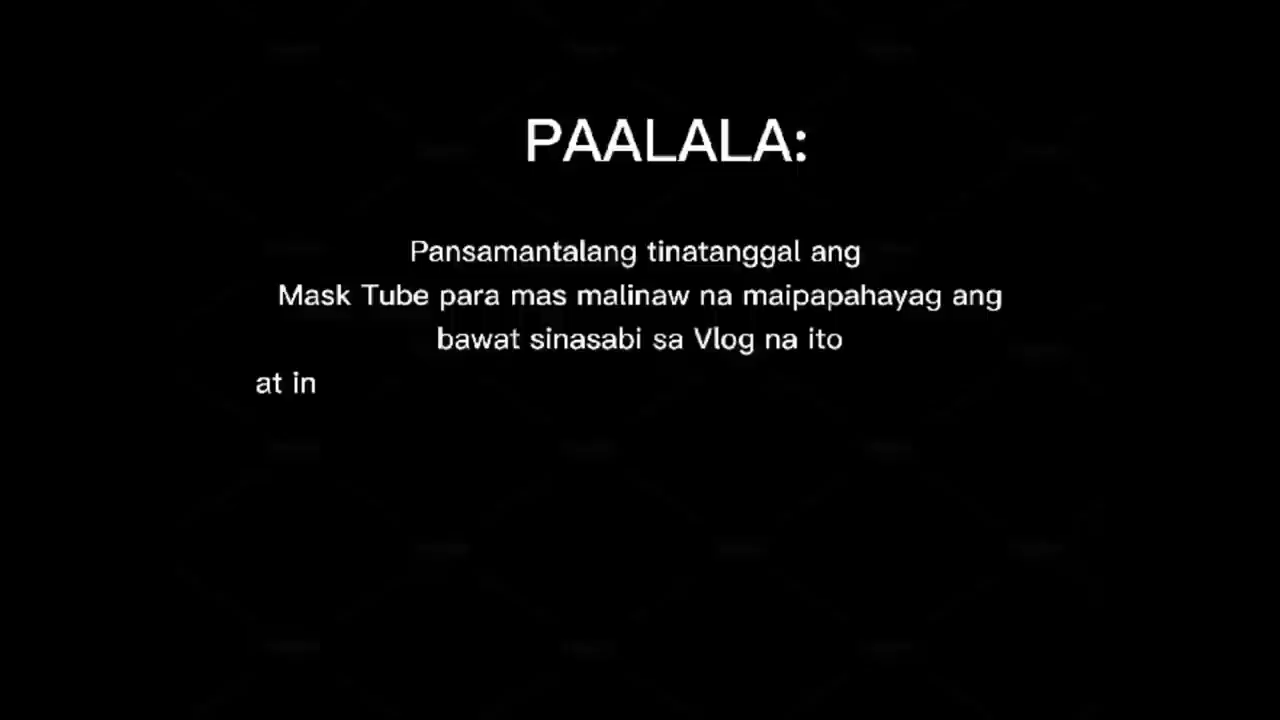 PAALALA:
Pansamantalang tinatanggal ang
Mask Tube para mas malinaw na maipapahayag ang
bawat sinasabi sa Vlog na ito
at in